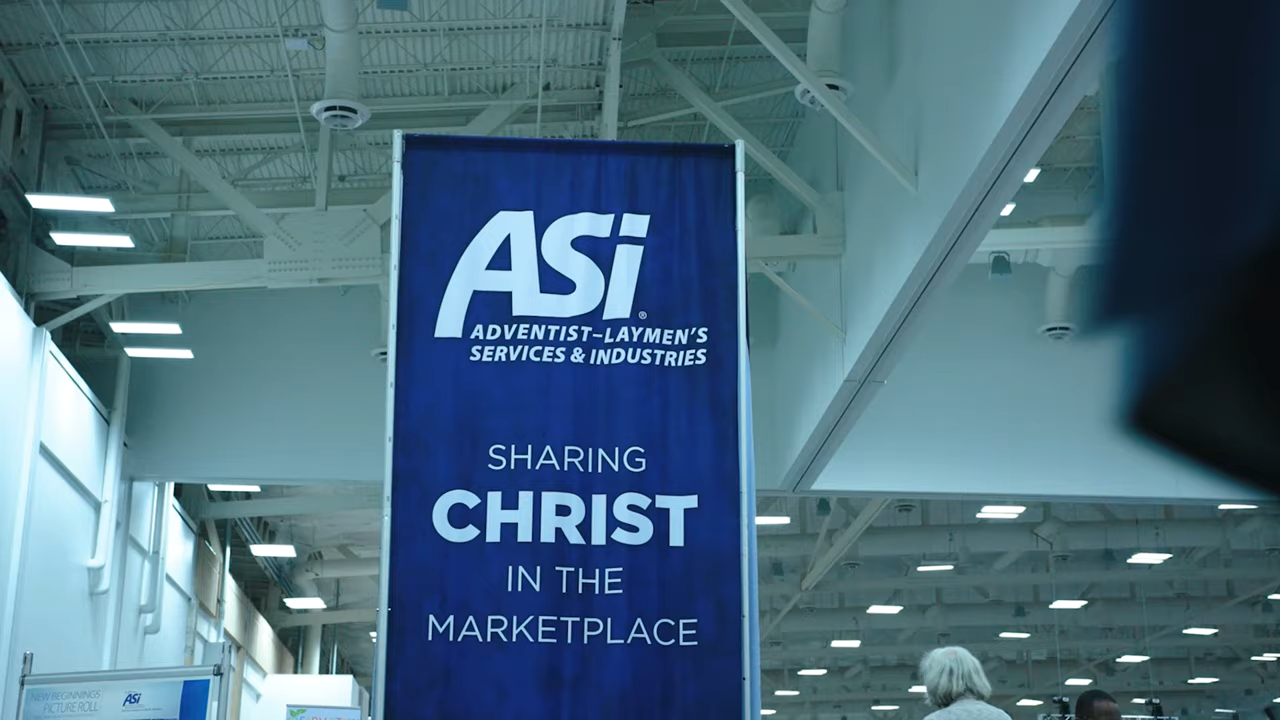 ASi®
ADVENTIST-LAYMEN'S
SERVICES & INDUSTRIES
SHARING
CHRIST
IN THE
MARKETPLACE
NEW BEGINNINGS
PICTURE ROLL
ASi